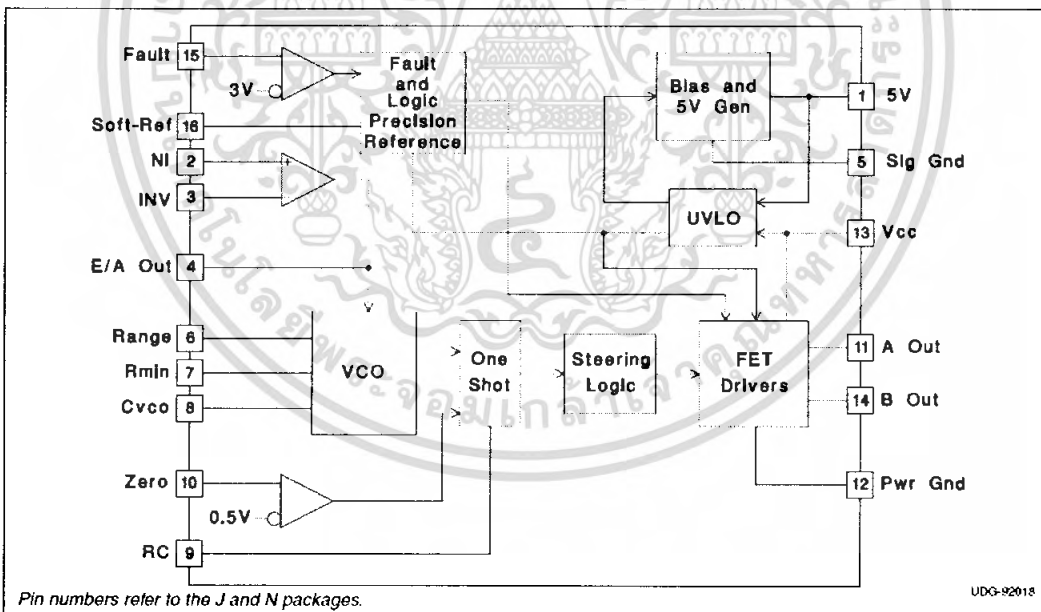 Fault 15
3V
Soft-Ref 16
NI 2
INV 3
E/A Out 4
Range 6
Rmin 7
Cvco 8
Zero 10
0.5V
RC 9
Fault
and
Logic
Precision
Reference
+
Bias and
5V Gen
UVLO
VCO
One
Shot
Steering
Logic
FET
Drivers
1 5V
5 Sig Gnd
13 Vcc
11 A Out
14 B Out
12 Pwr Gnd
Pin numbers refer to the J and N packages.
UDG-92018